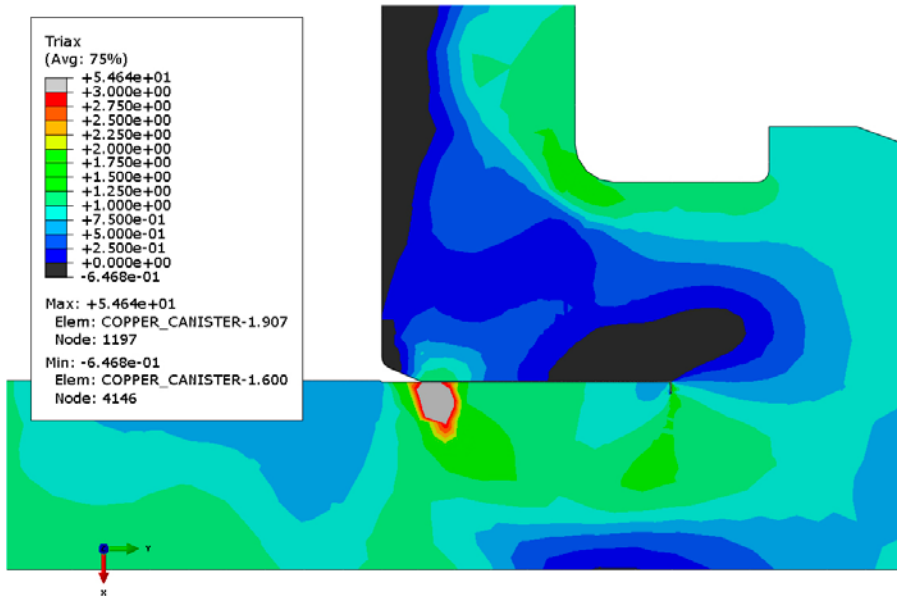 Triax
(Avg: 75%)
+5.464e+01
+3.000e+00
+2.750e+00
+2.500e+00
+2.250e+00
+2.000e+00
+1.750e+00
+1.500e+00
+1.250e+00
+1.000e+00
+7.500e-01
+5.000e-01
+2.500e-01
+0.000e+00
-6.468e-01
Max: +5.464e+01
Elem: COPPER_CANISTER-1.907
Node: 1197
Min: -6.468e-01
Elem: COPPER_CANISTER-1.600
Node: 4146
Y
X